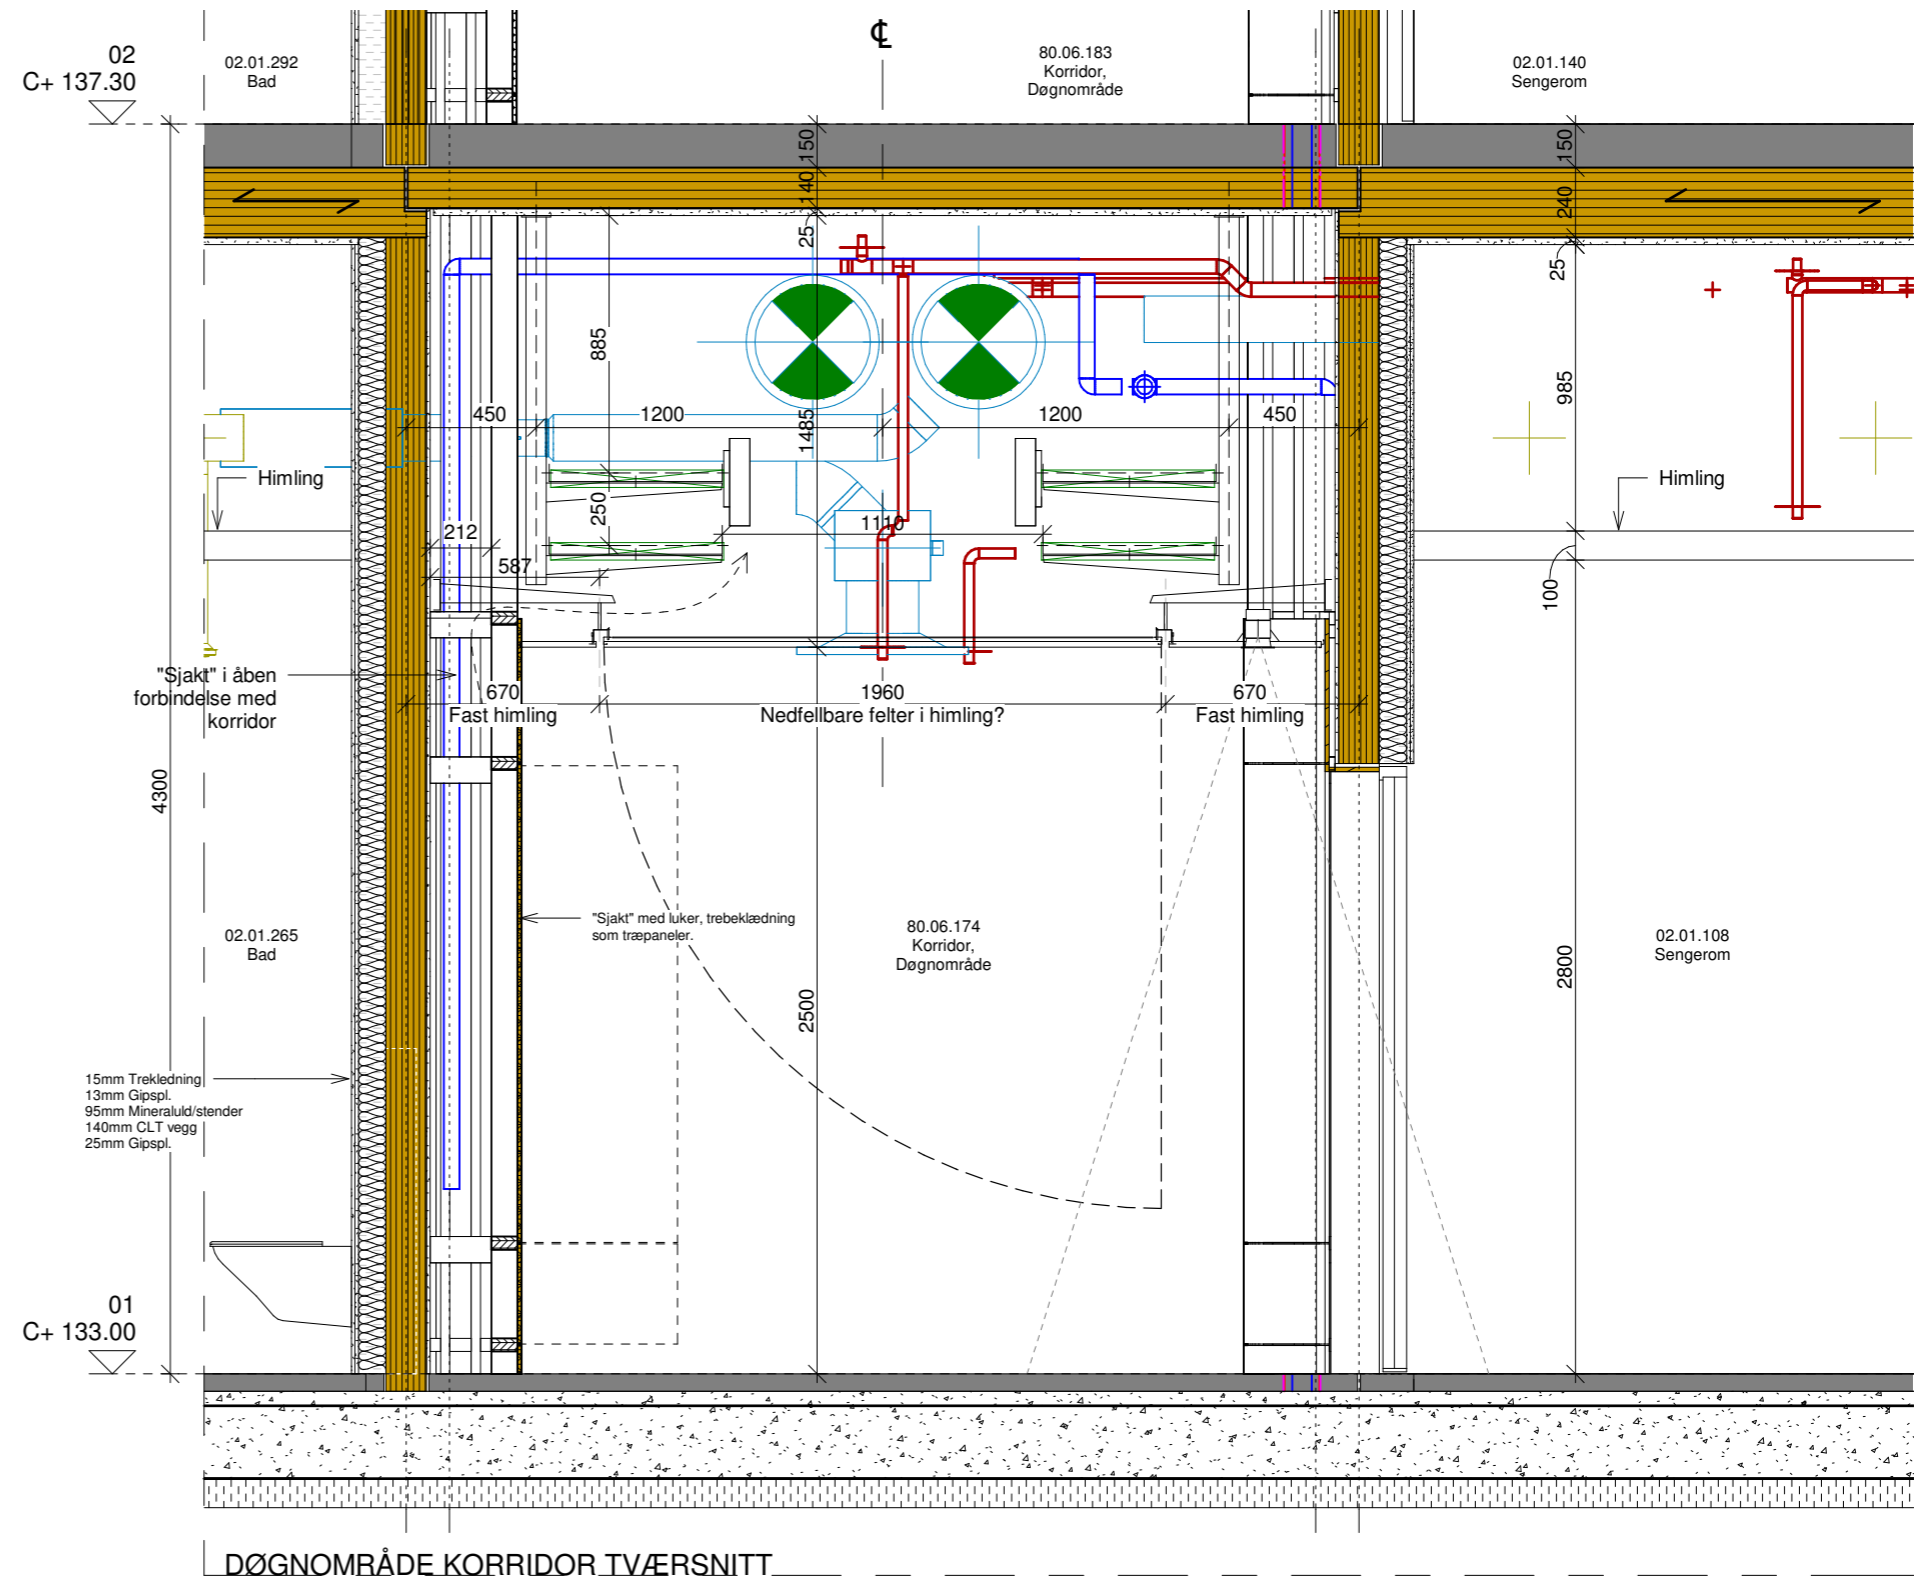 ℄
02
C+ 137.30
02.01.292
Bad
80.06.183
Korridor,
Døgnområde
02.01.140
Sengerom
150
140
25
150
240
25
885
985
450
1200
1485
1200
450
Himling
Himling
250
1110
212
587
100
"Sjakt" i åben
forbindelse med
korridor
670
Fast himling
1960
Nedfellbare felter i himling?
670
Fast himling
4300
"Sjakt" med luker, trebeklædning
som træpaneler.
02.01.265
Bad
80.06.174
Korridor,
Døgnområde
02.01.108
Sengerom
2500
2800
15mm Trekledning
13mm Gipspl.
95mm Mineraluld/stender
140mm CLT vegg
25mm Gipspl.
01
C+ 133.00
DØGNOMRÅDE KORRIDOR TVÆRSNITT